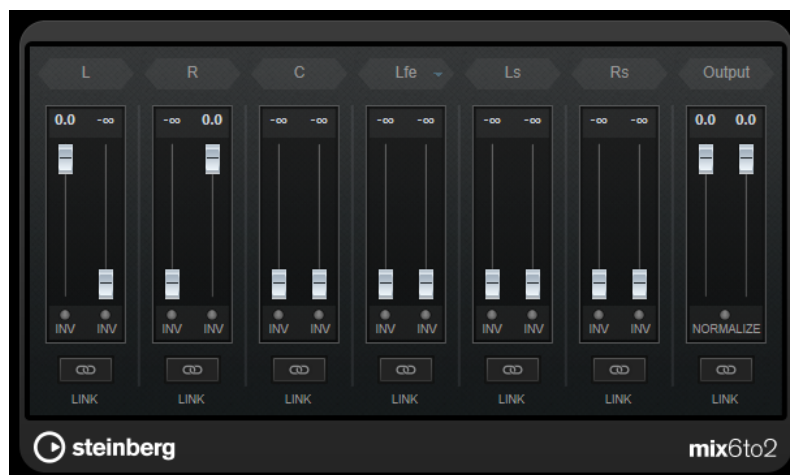 L R C Lfe Ls Rs Output
0.0 -∞ -∞ 0.0 -∞ -∞ -∞ -∞ -∞ -∞ -∞ -∞ 0.0 0.0
INV INV INV INV INV INV INV INV INV INV INV INV NORMALIZE
LINK LINK LINK LINK LINK LINK LINK
steinberg mix6to2